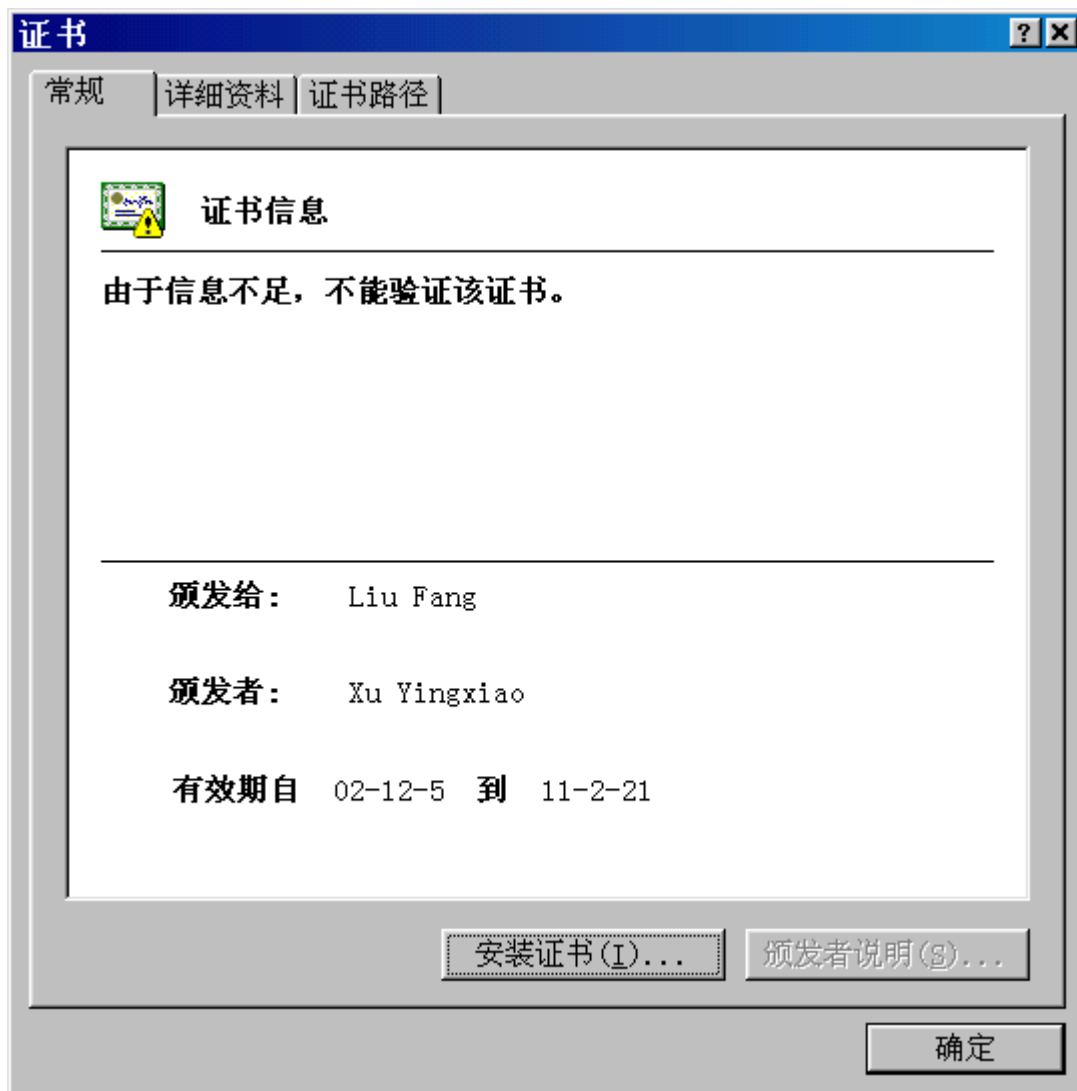 证书
常规 详细资料 证书路径
证书信息
由于信息不足，不能验证该证书。
颁发给: Liu Fang
颁发者: Xu Yingxiao
有效期自 02-12-5 到 11-2-21
安装证书(I)... 颁发者说明(S)...
确定